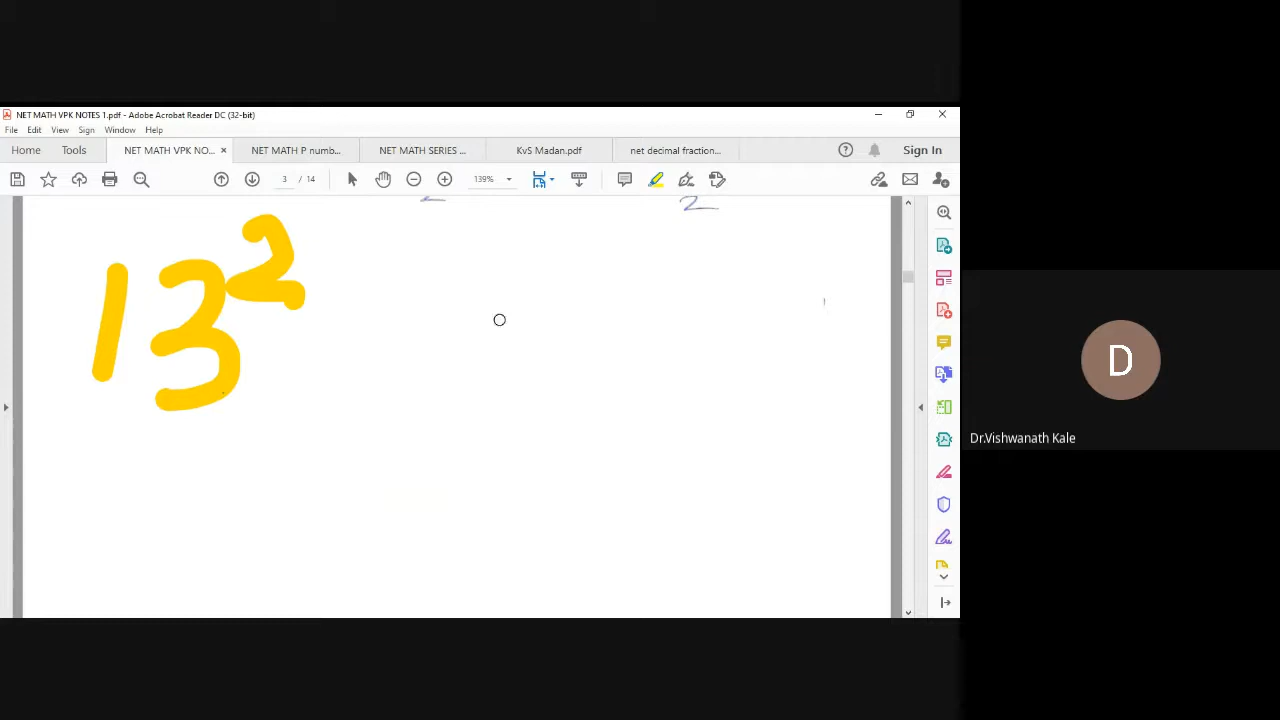 NET MATH VPK NOTES 1.pdf - Adobe Acrobat Reader DC (32-bit)
File Edit View Sign Window Help
Home Tools NET MATH VPK NO... × NET MATH P numb... NET MATH SERIES ... KvS Madan.pdf net decimal fraction... Sign In
3 / 14 139%
2
13²
D
Dr.Vishwanath Kale